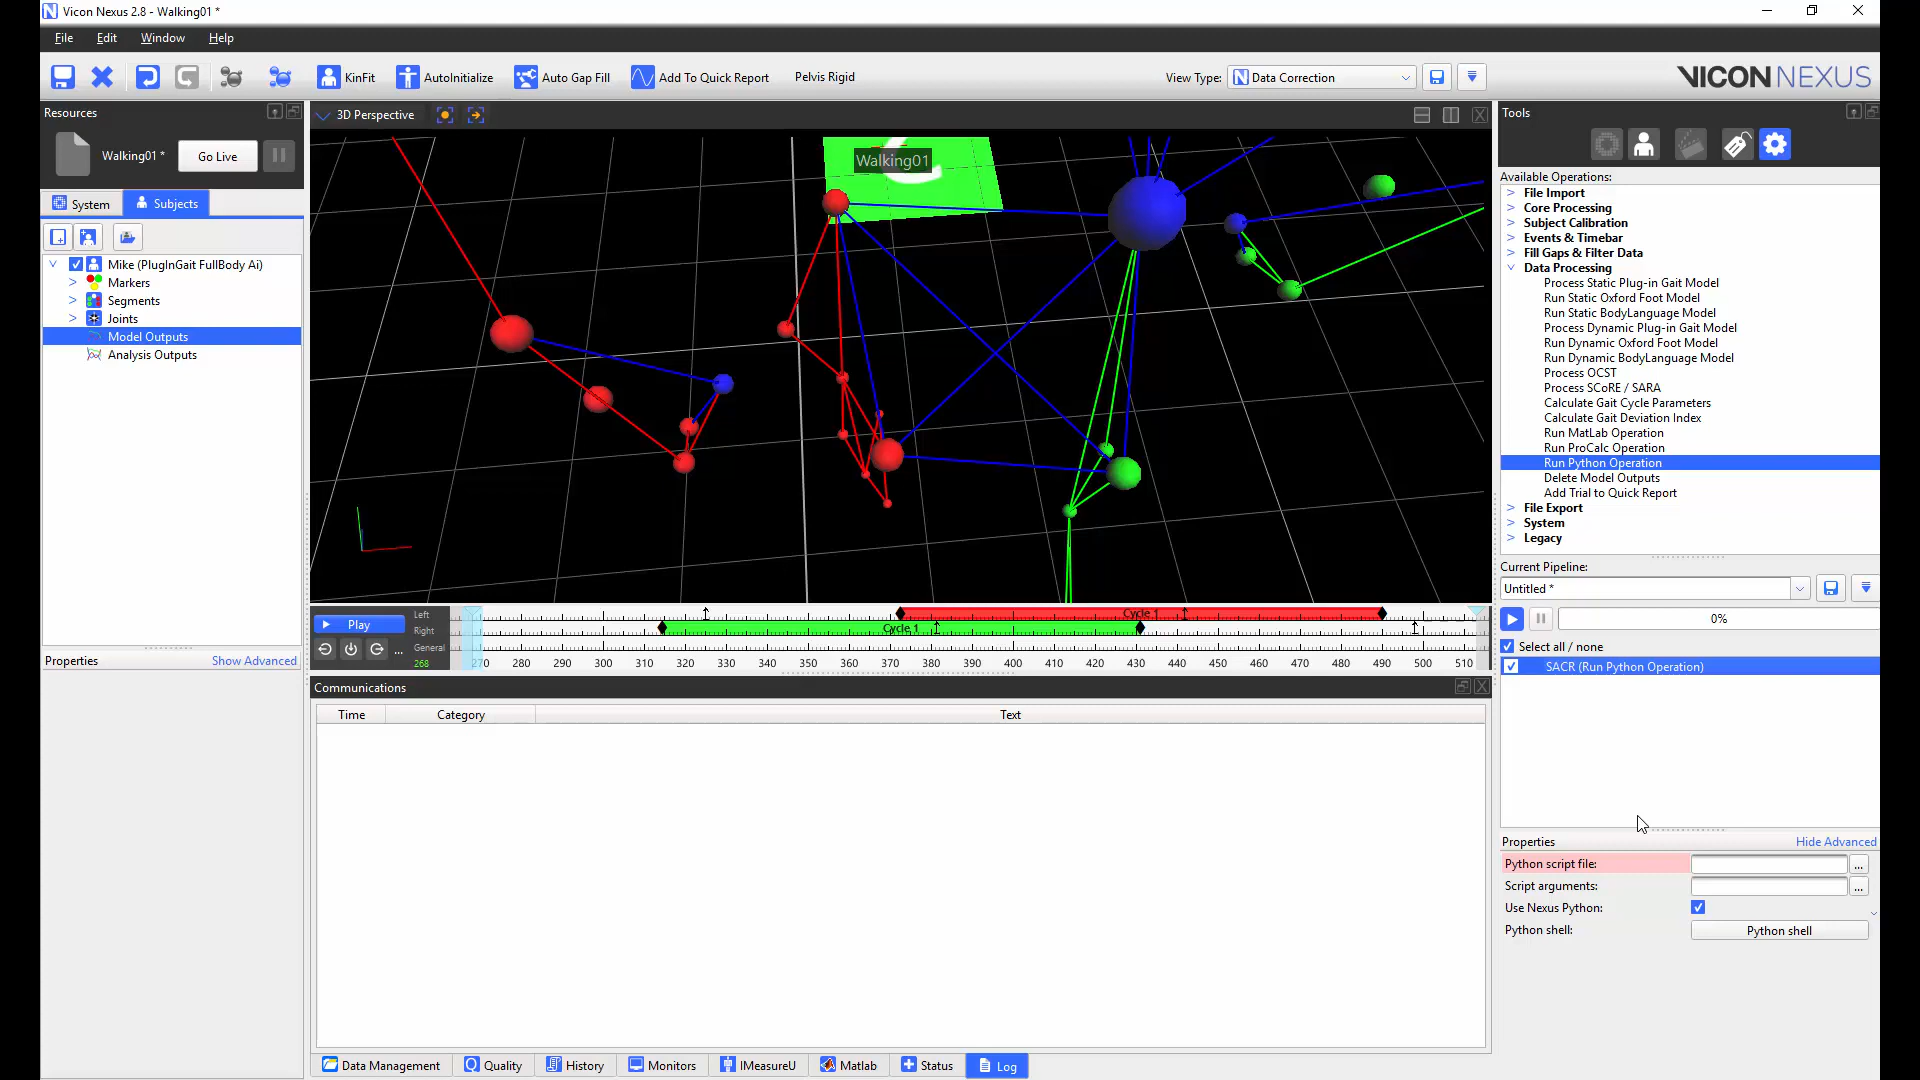 Vicon Nexus 2.8 - Walking01 *
File Edit Window Help
KinFit AutoInitialize Auto Gap Fill Add To Quick Report Pelvis Rigid View Type: Data Correction VICON NEXUS
Resources
Walking01 * Go Live
System Subjects
Mike (PlugInGait FullBody Ai)
Markers
Segments
Joints
Model Outputs
Analysis Outputs
Properties Show Advanced
3D Perspective
Walking01
Play
Left
Right
General
268
Cycle 1
Cycle 1
270 280 290 300 310 320 330 340 350 360 370 380 390 400 410 420 430 440 450 460 470 480 490 500 510
Communications
Time Category Text
Data Management Quality History Monitors IMeasureU Matlab Status Log
Tools
Available Operations:
File Import
Core Processing
Subject Calibration
Events & Timebar
Fill Gaps & Filter Data
Data Processing
Process Static Plug-in Gait Model
Run Static Oxford Foot Model
Run Static BodyLanguage Model
Process Dynamic Plug-in Gait Model
Run Dynamic Oxford Foot Model
Run Dynamic BodyLanguage Model
Process OCST
Process SCoRE / SARA
Calculate Gait Cycle Parameters
Calculate Gait Deviation Index
Run MatLab Operation
Run ProCalc Operation
Run Python Operation
Delete Model Outputs
Add Trial to Quick Report
File Export
System
Legacy
Current Pipeline:
Untitled *
0%
Select all / none
SACR (Run Python Operation)
Properties Hide Advanced
Python script file: ...
Script arguments: ...
Use Nexus Python:
Python shell: Python shell